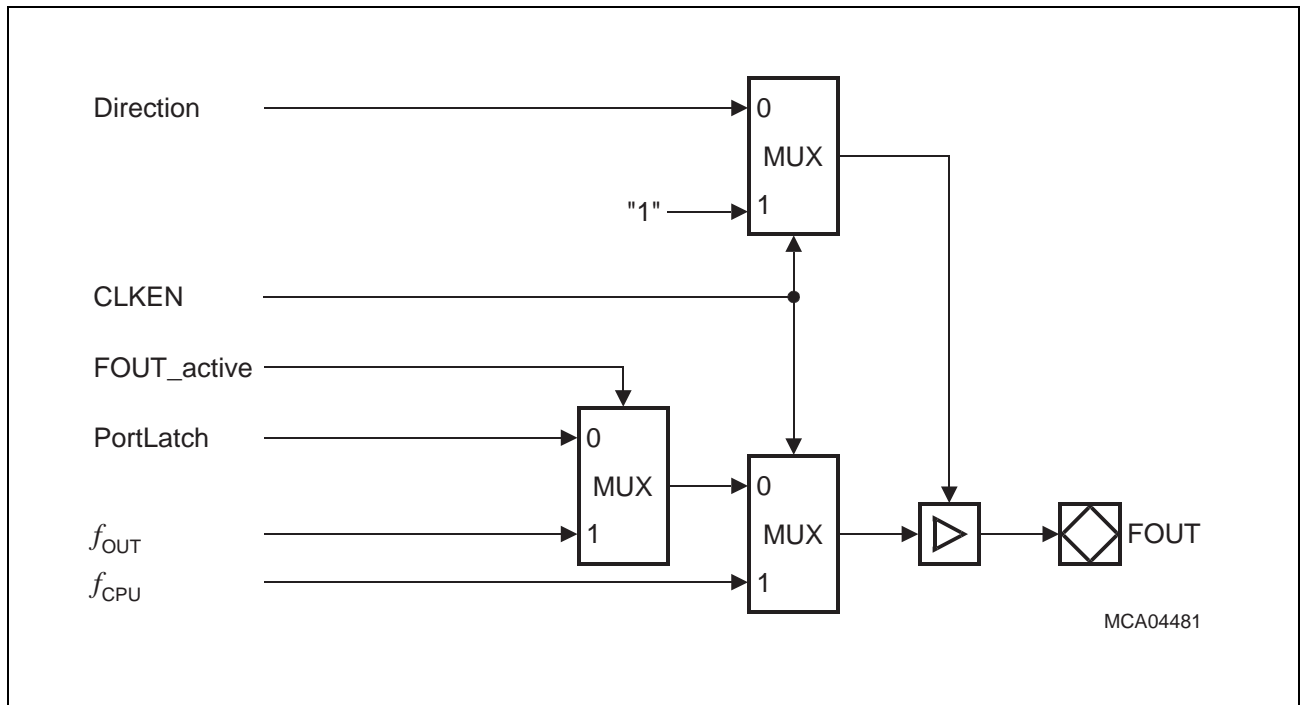 Direction
0
MUX
"1"
1
CLKEN
FOUT_active
PortLatch
0
MUX
0
fOUT
1
MUX
FOUT
fCPU
1
MCA04481